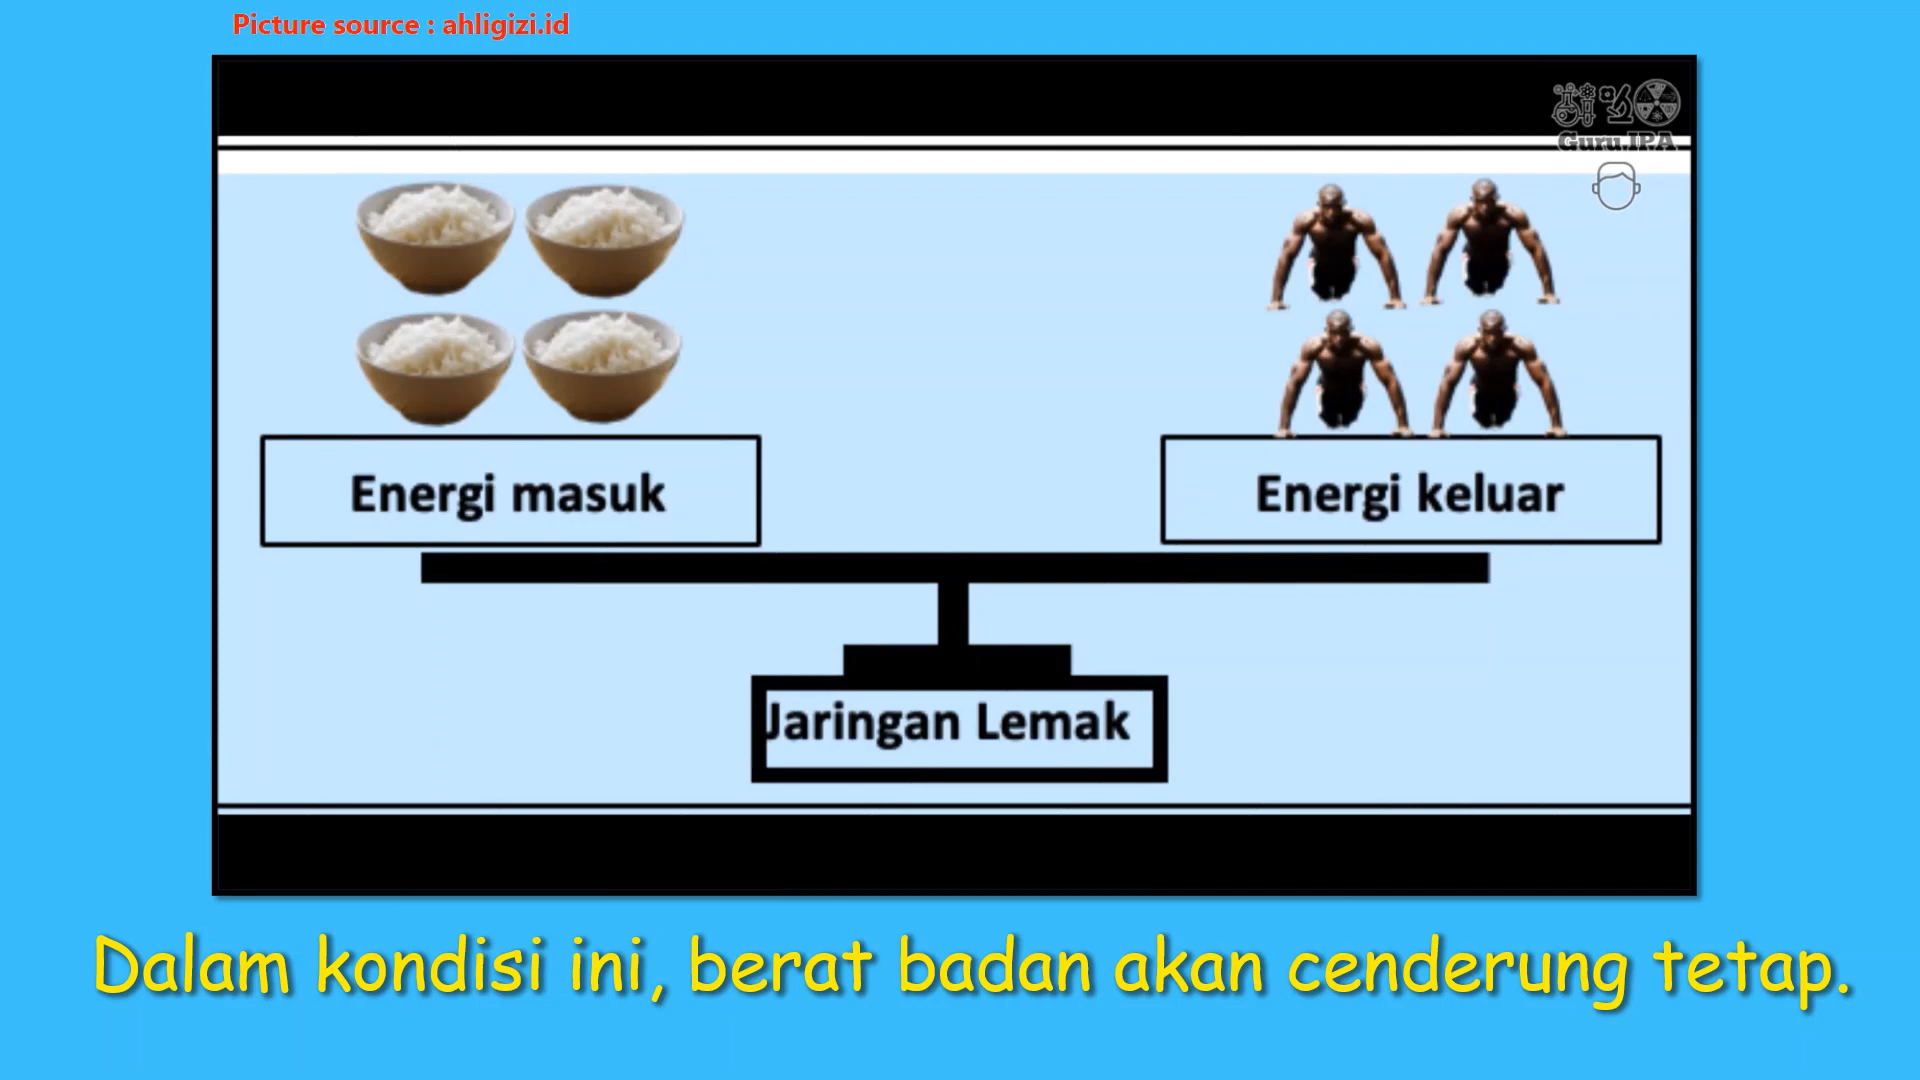 Picture source : ahligizi.id
Guru IPA
Energi masuk
Energi keluar
Jaringan Lemak
Dalam kondisi ini, berat badan akan cenderung tetap.